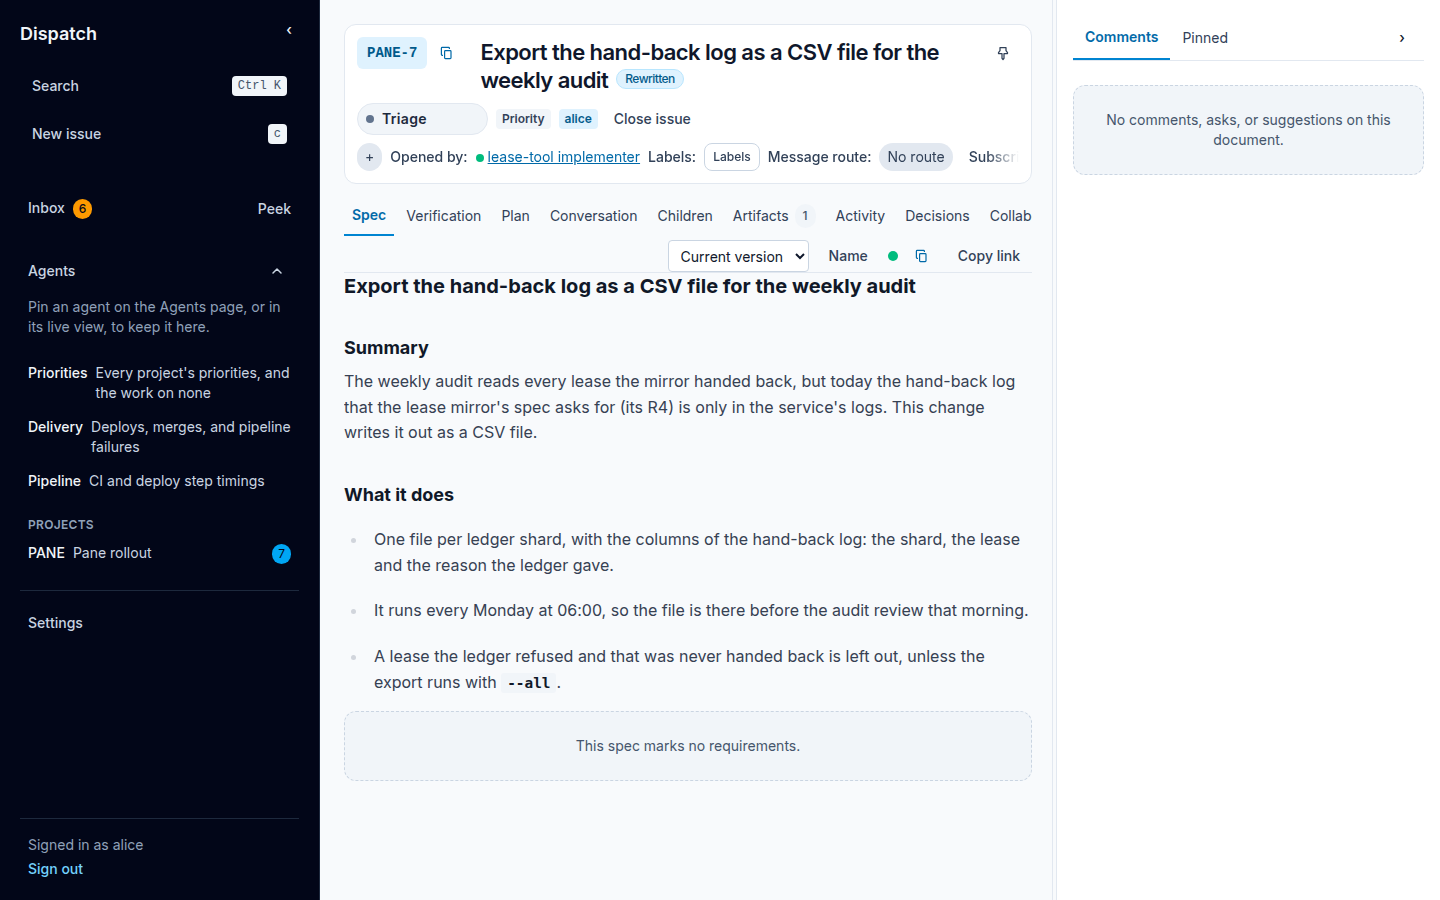 Dispatch
Search
Ctrl K
New issue
c
Inbox 6
Peek
Agents
Pin an agent on the Agents page, or in
its live view, to keep it here.
Priorities Every project's priorities, and
the work on none
Delivery Deploys, merges, and pipeline
failures
Pipeline CI and deploy step timings
PROJECTS
PANE Pane rollout 7
Settings
Signed in as alice
Sign out
PANE-7
Export the hand-back log as a CSV file for the
weekly audit Rewritten
Triage Priority alice Close issue
+ Opened by: lease-tool implementer Labels: Labels Message route: No route Subscr
Spec Verification Plan Conversation Children Artifacts 1 Activity Decisions Collab
Current version Name Copy link
Export the hand-back log as a CSV file for the weekly audit
Summary
The weekly audit reads every lease the mirror handed back, but today the hand-back log
that the lease mirror's spec asks for (its R4) is only in the service's logs. This change
writes it out as a CSV file.
What it does
One file per ledger shard, with the columns of the hand-back log: the shard, the lease
and the reason the ledger gave.
It runs every Monday at 06:00, so the file is there before the audit review that morning.
A lease the ledger refused and that was never handed back is left out, unless the
export runs with --all.
This spec marks no requirements.
Comments Pinned
No comments, asks, or suggestions on this
document.